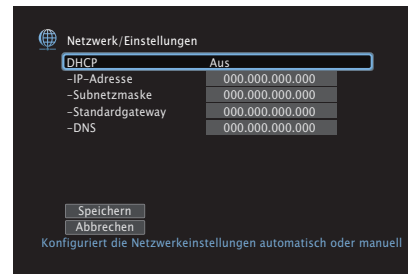 Netzwerk/Einstellungen
DHCP Aus
-IP-Adresse 000.000.000.000
-Subnetzmaske 000.000.000.000
-Standardgateway 000.000.000.000
-DNS 000.000.000.000
Speichern
Abbrechen
Konfiguriert die Netzwerkeinstellungen automatisch oder manuell